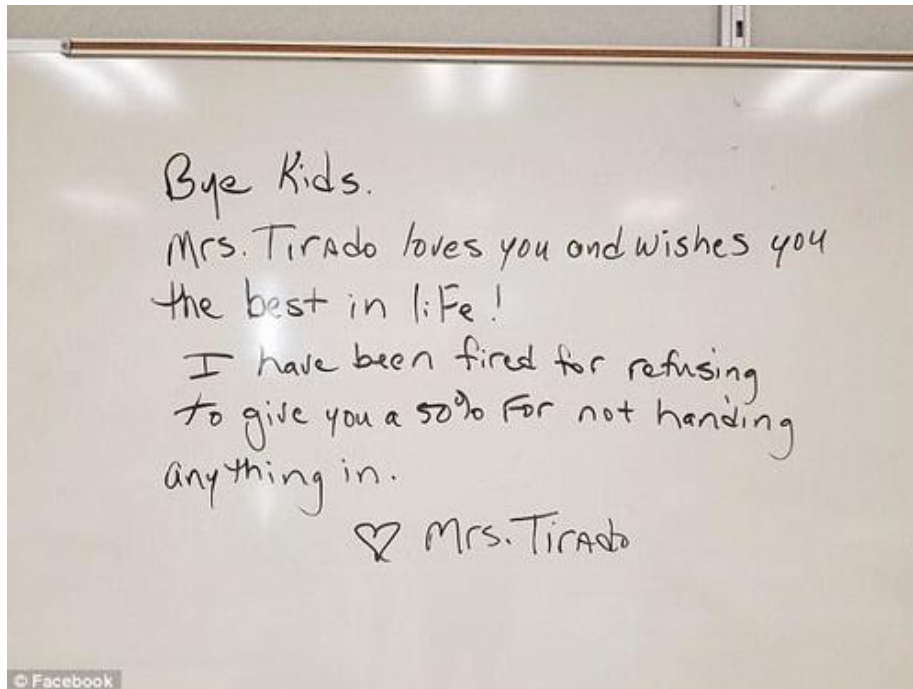 Bye Kids.
Mrs. Tirado loves you and wishes you
the best in life!
I have been fired for refusing
to give you a 50% for not handing
anything in.
♡ Mrs. Tirado
© Facebook